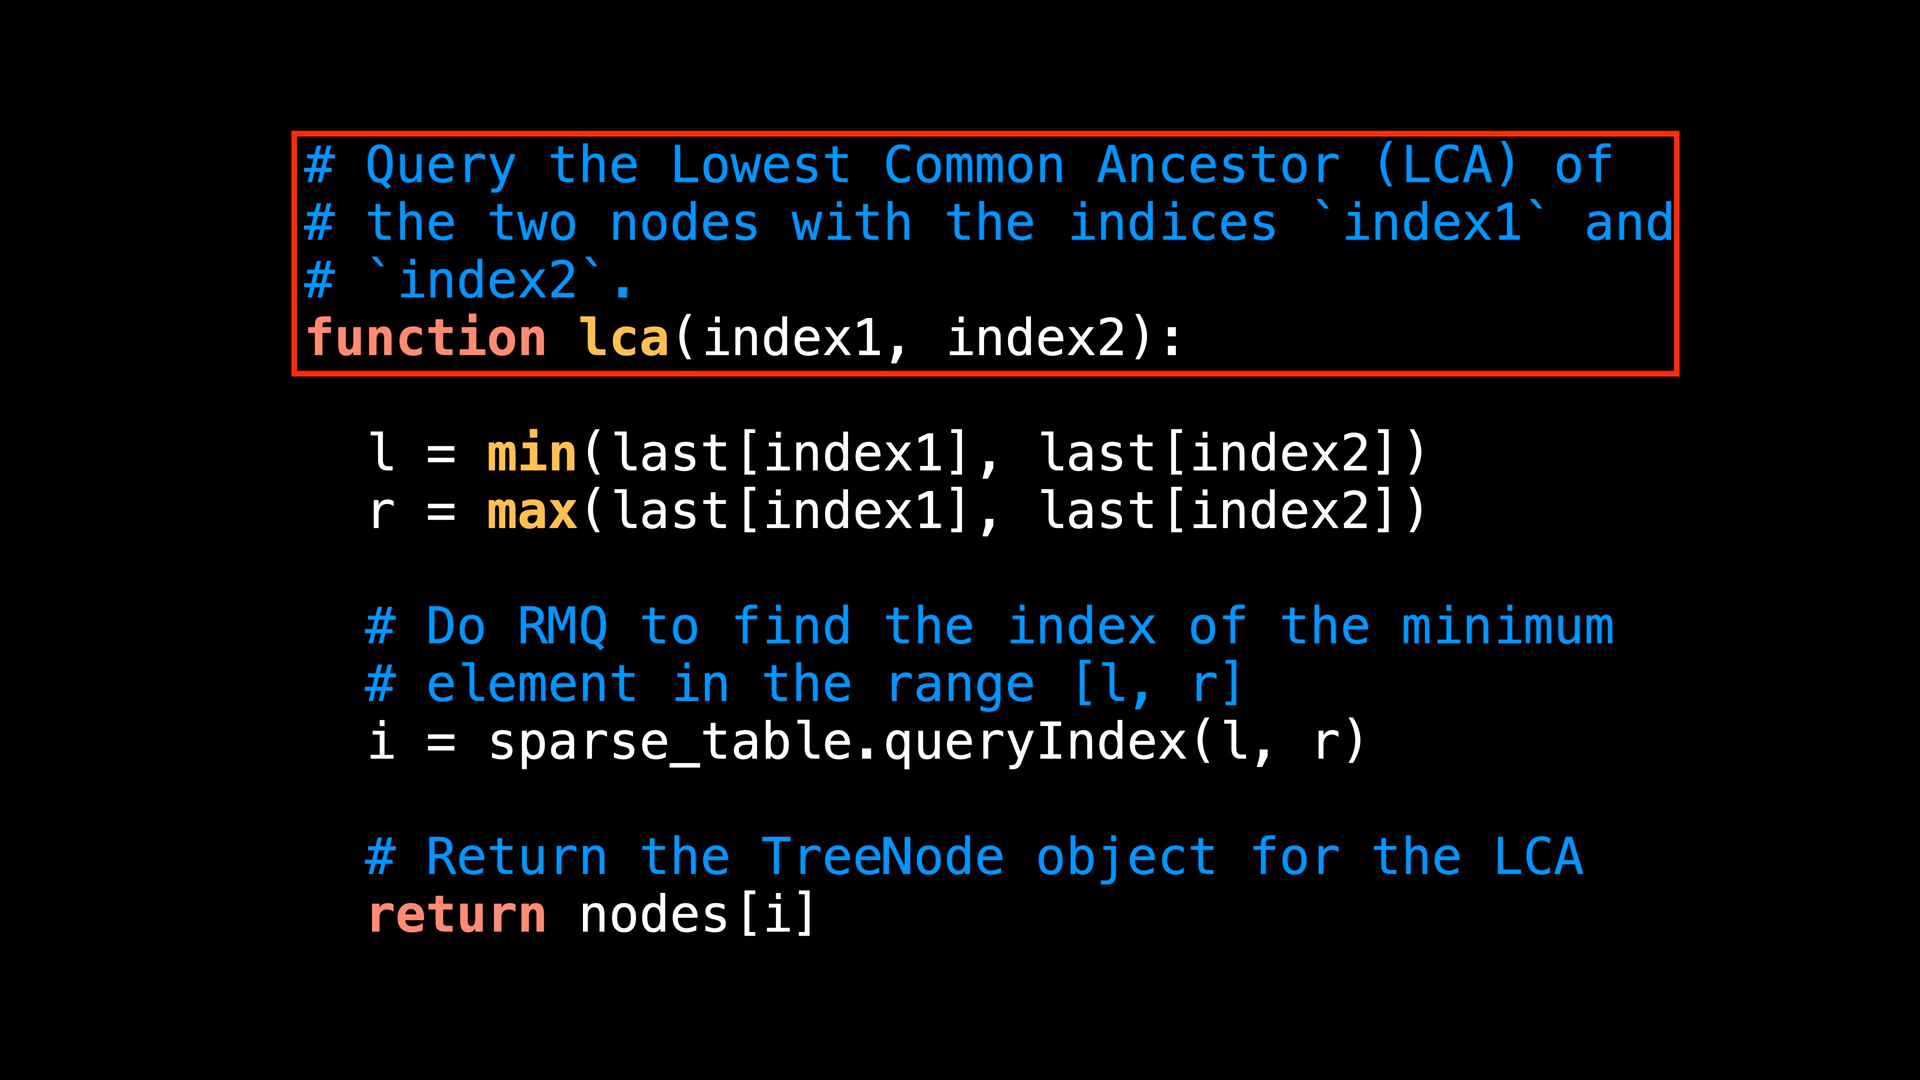 # Query the Lowest Common Ancestor (LCA) of
# the two nodes with the indices `index1` and
# `index2`.
function lca(index1, index2):
l = min(last[index1], last[index2])
r = max(last[index1], last[index2])
# Do RMQ to find the index of the minimum
# element in the range [l, r]
i = sparse_table.queryIndex(l, r)
# Return the TreeNode object for the LCA
return nodes[i]